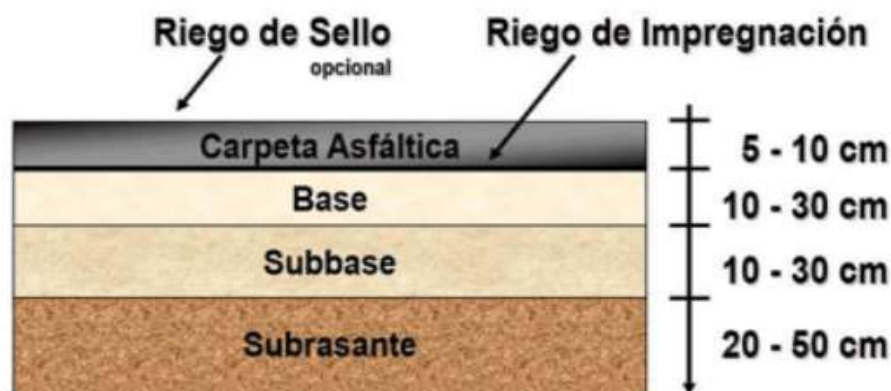 Riego de Sello
opcional
Riego de Impregnación
Carpeta Asfáltica
5 - 10 cm
Base
10 - 30 cm
Subbase
10 - 30 cm
Subrasante
20 - 50 cm